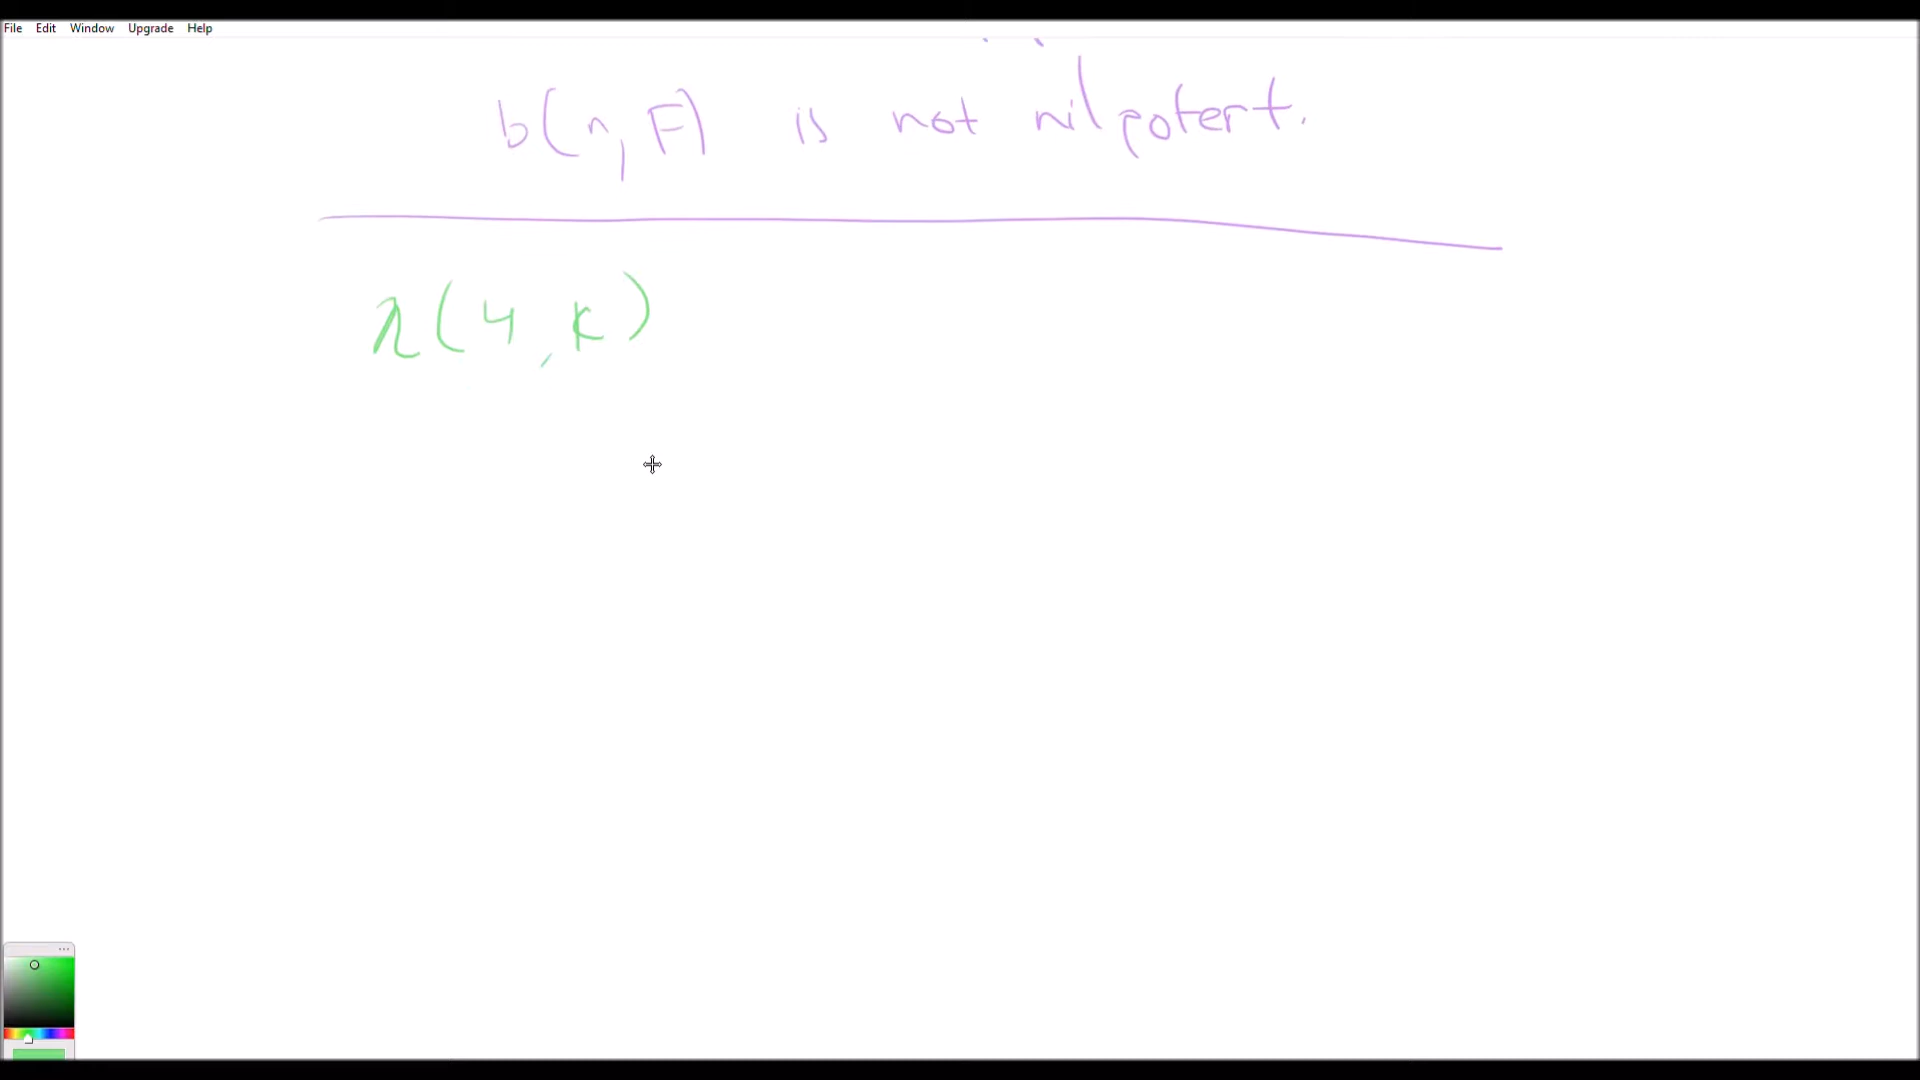 File Edit Window Upgrade Help
b(n, F) is not nilpotent.
n(4, K)